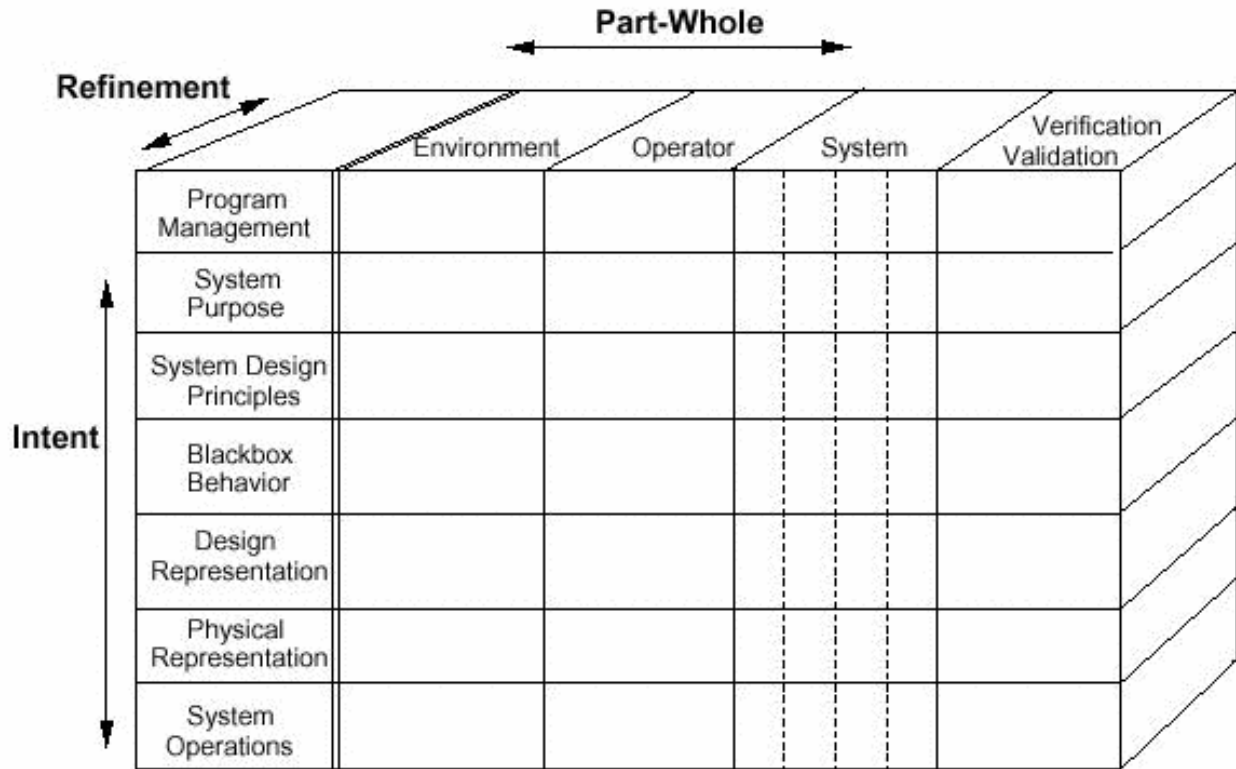 Part-Whole
Refinement
Environment
Operator
System
Verification
Validation
Program
Management
System
Purpose
System Design
Principles
Intent
Blackbox
Behavior
Design
Representation
Physical
Representation
System
Operations